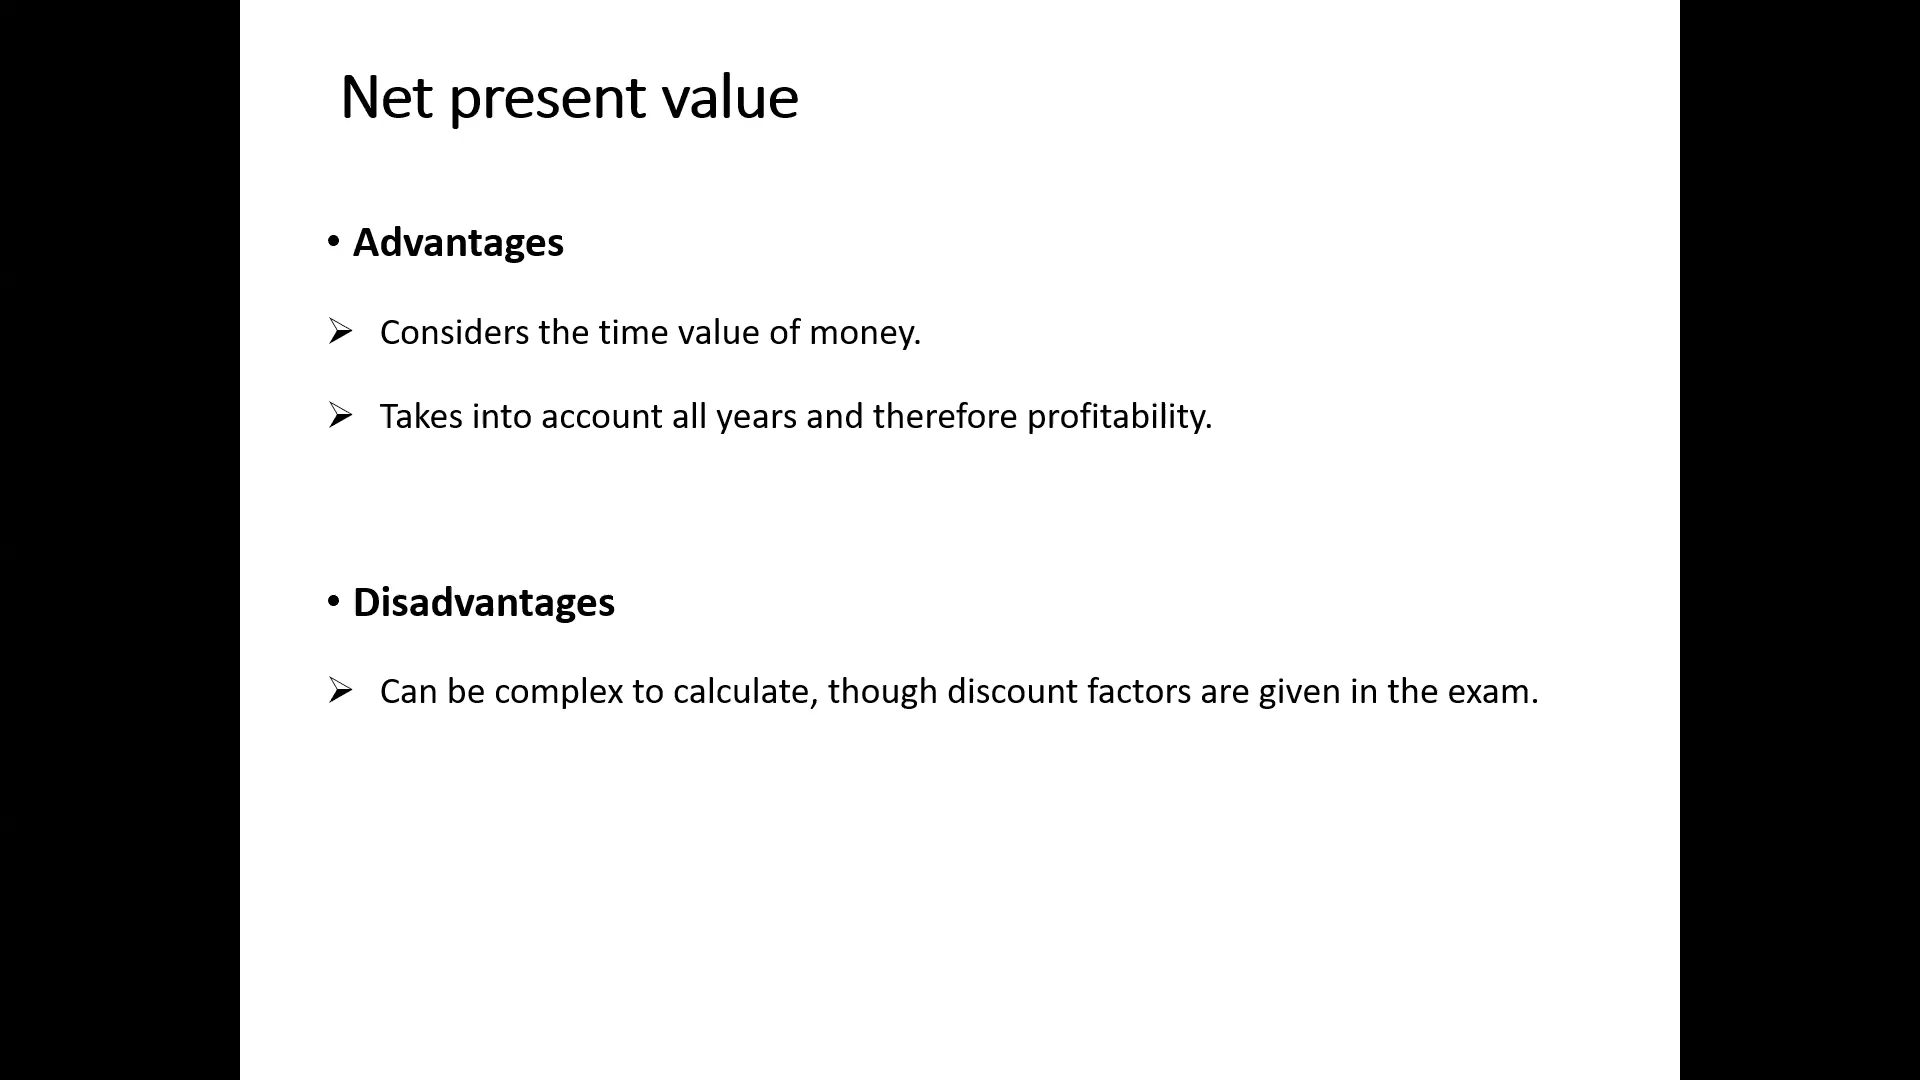 Net present value
• Advantages
➢ Considers the time value of money.
➢ Takes into account all years and therefore profitability.
• Disadvantages
➢ Can be complex to calculate, though discount factors are given in the exam.